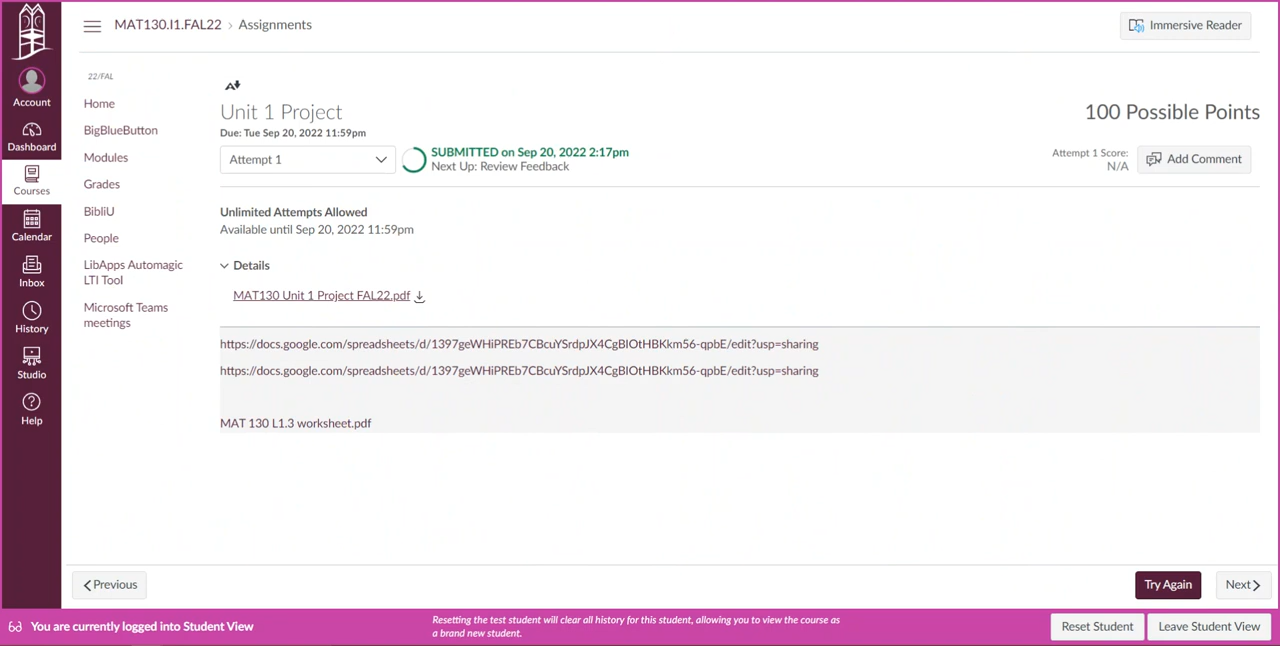 MAT130.I1.FAL22 › Assignments
Immersive Reader
Account
Dashboard
Courses
Calendar
Inbox
History
Studio
Help
22/FAL
Home
BigBlueButton
Modules
Grades
BibliU
People
LibApps Automagic
LTI Tool
Microsoft Teams
meetings
Unit 1 Project
100 Possible Points
Due: Tue Sep 20, 2022 11:59pm
Attempt 1
SUBMITTED on Sep 20, 2022 2:17pm
Next Up: Review Feedback
Attempt 1 Score:
N/A
Add Comment
Unlimited Attempts Allowed
Available until Sep 20, 2022 11:59pm
Details
MAT130 Unit 1 Project FAL22.pdf
https://docs.google.com/spreadsheets/d/1397geWHiPREb7CBcuYSrdpJX4CgBIOtHBKkm56-qpbE/edit?usp=sharing
https://docs.google.com/spreadsheets/d/1397geWHiPREb7CBcuYSrdpJX4CgBIOtHBKkm56-qpbE/edit?usp=sharing
MAT 130 L1.3 worksheet.pdf
Previous
Try Again
Next
You are currently logged into Student View
Resetting the test student will clear all history for this student, allowing you to view the course as
a brand new student.
Reset Student
Leave Student View